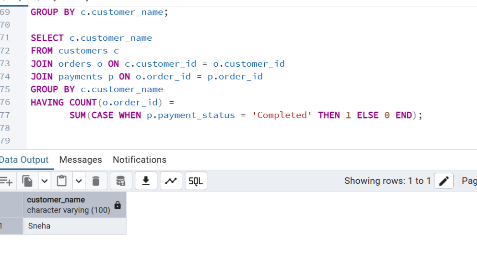 69 GROUP BY c.customer_name;
70
71 SELECT c.customer_name
72 FROM customers c
73 JOIN orders o ON c.customer_id = o.customer_id
74 JOIN payments p ON o.order_id = p.order_id
75 GROUP BY c.customer_name
76 HAVING COUNT(o.order_id) =
77 SUM(CASE WHEN p.payment_status = 'Completed' THEN 1 ELSE 0 END);
78
79
Data Output Messages Notifications
SQL Showing rows: 1 to 1 Pag
customer_name
character varying (100)
1 Sneha